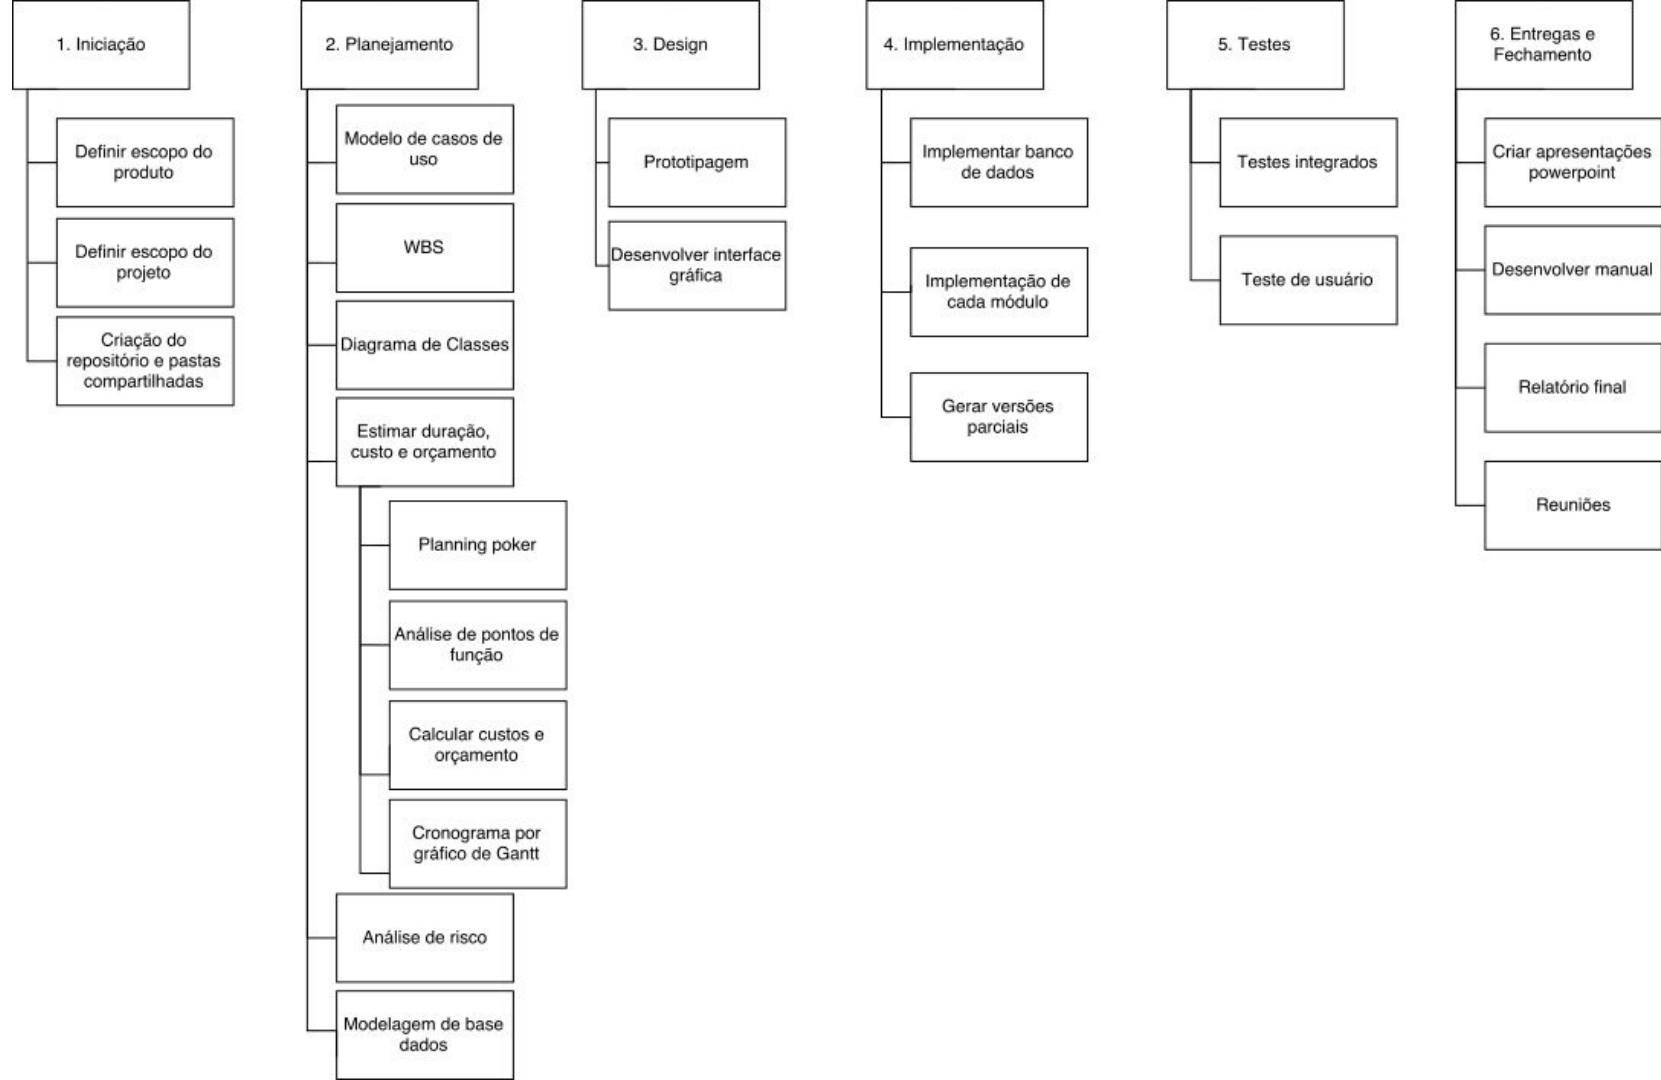 1. Iniciação
Definir escopo do
produto
Definir escopo do
projeto
Criação do
repositório e pastas
compartilhadas
2. Planejamento
Modelo de casos de
uso
WBS
Diagrama de Classes
Estimar duração,
custo e orçamento
Planning poker
Análise de pontos de
função
Calcular custos e
orçamento
Cronograma por
gráfico de Gantt
Análise de risco
Modelagem de base
dados
3. Design
Prototipagem
Desenvolver interface
gráfica
4. Implementação
Implementar banco
de dados
Implementação de
cada módulo
Gerar versões
parciais
5. Testes
Testes integrados
Teste de usuário
6. Entregas e
Fechamento
Criar apresentações
powerpoint
Desenvolver manual
Relatório final
Reuniões